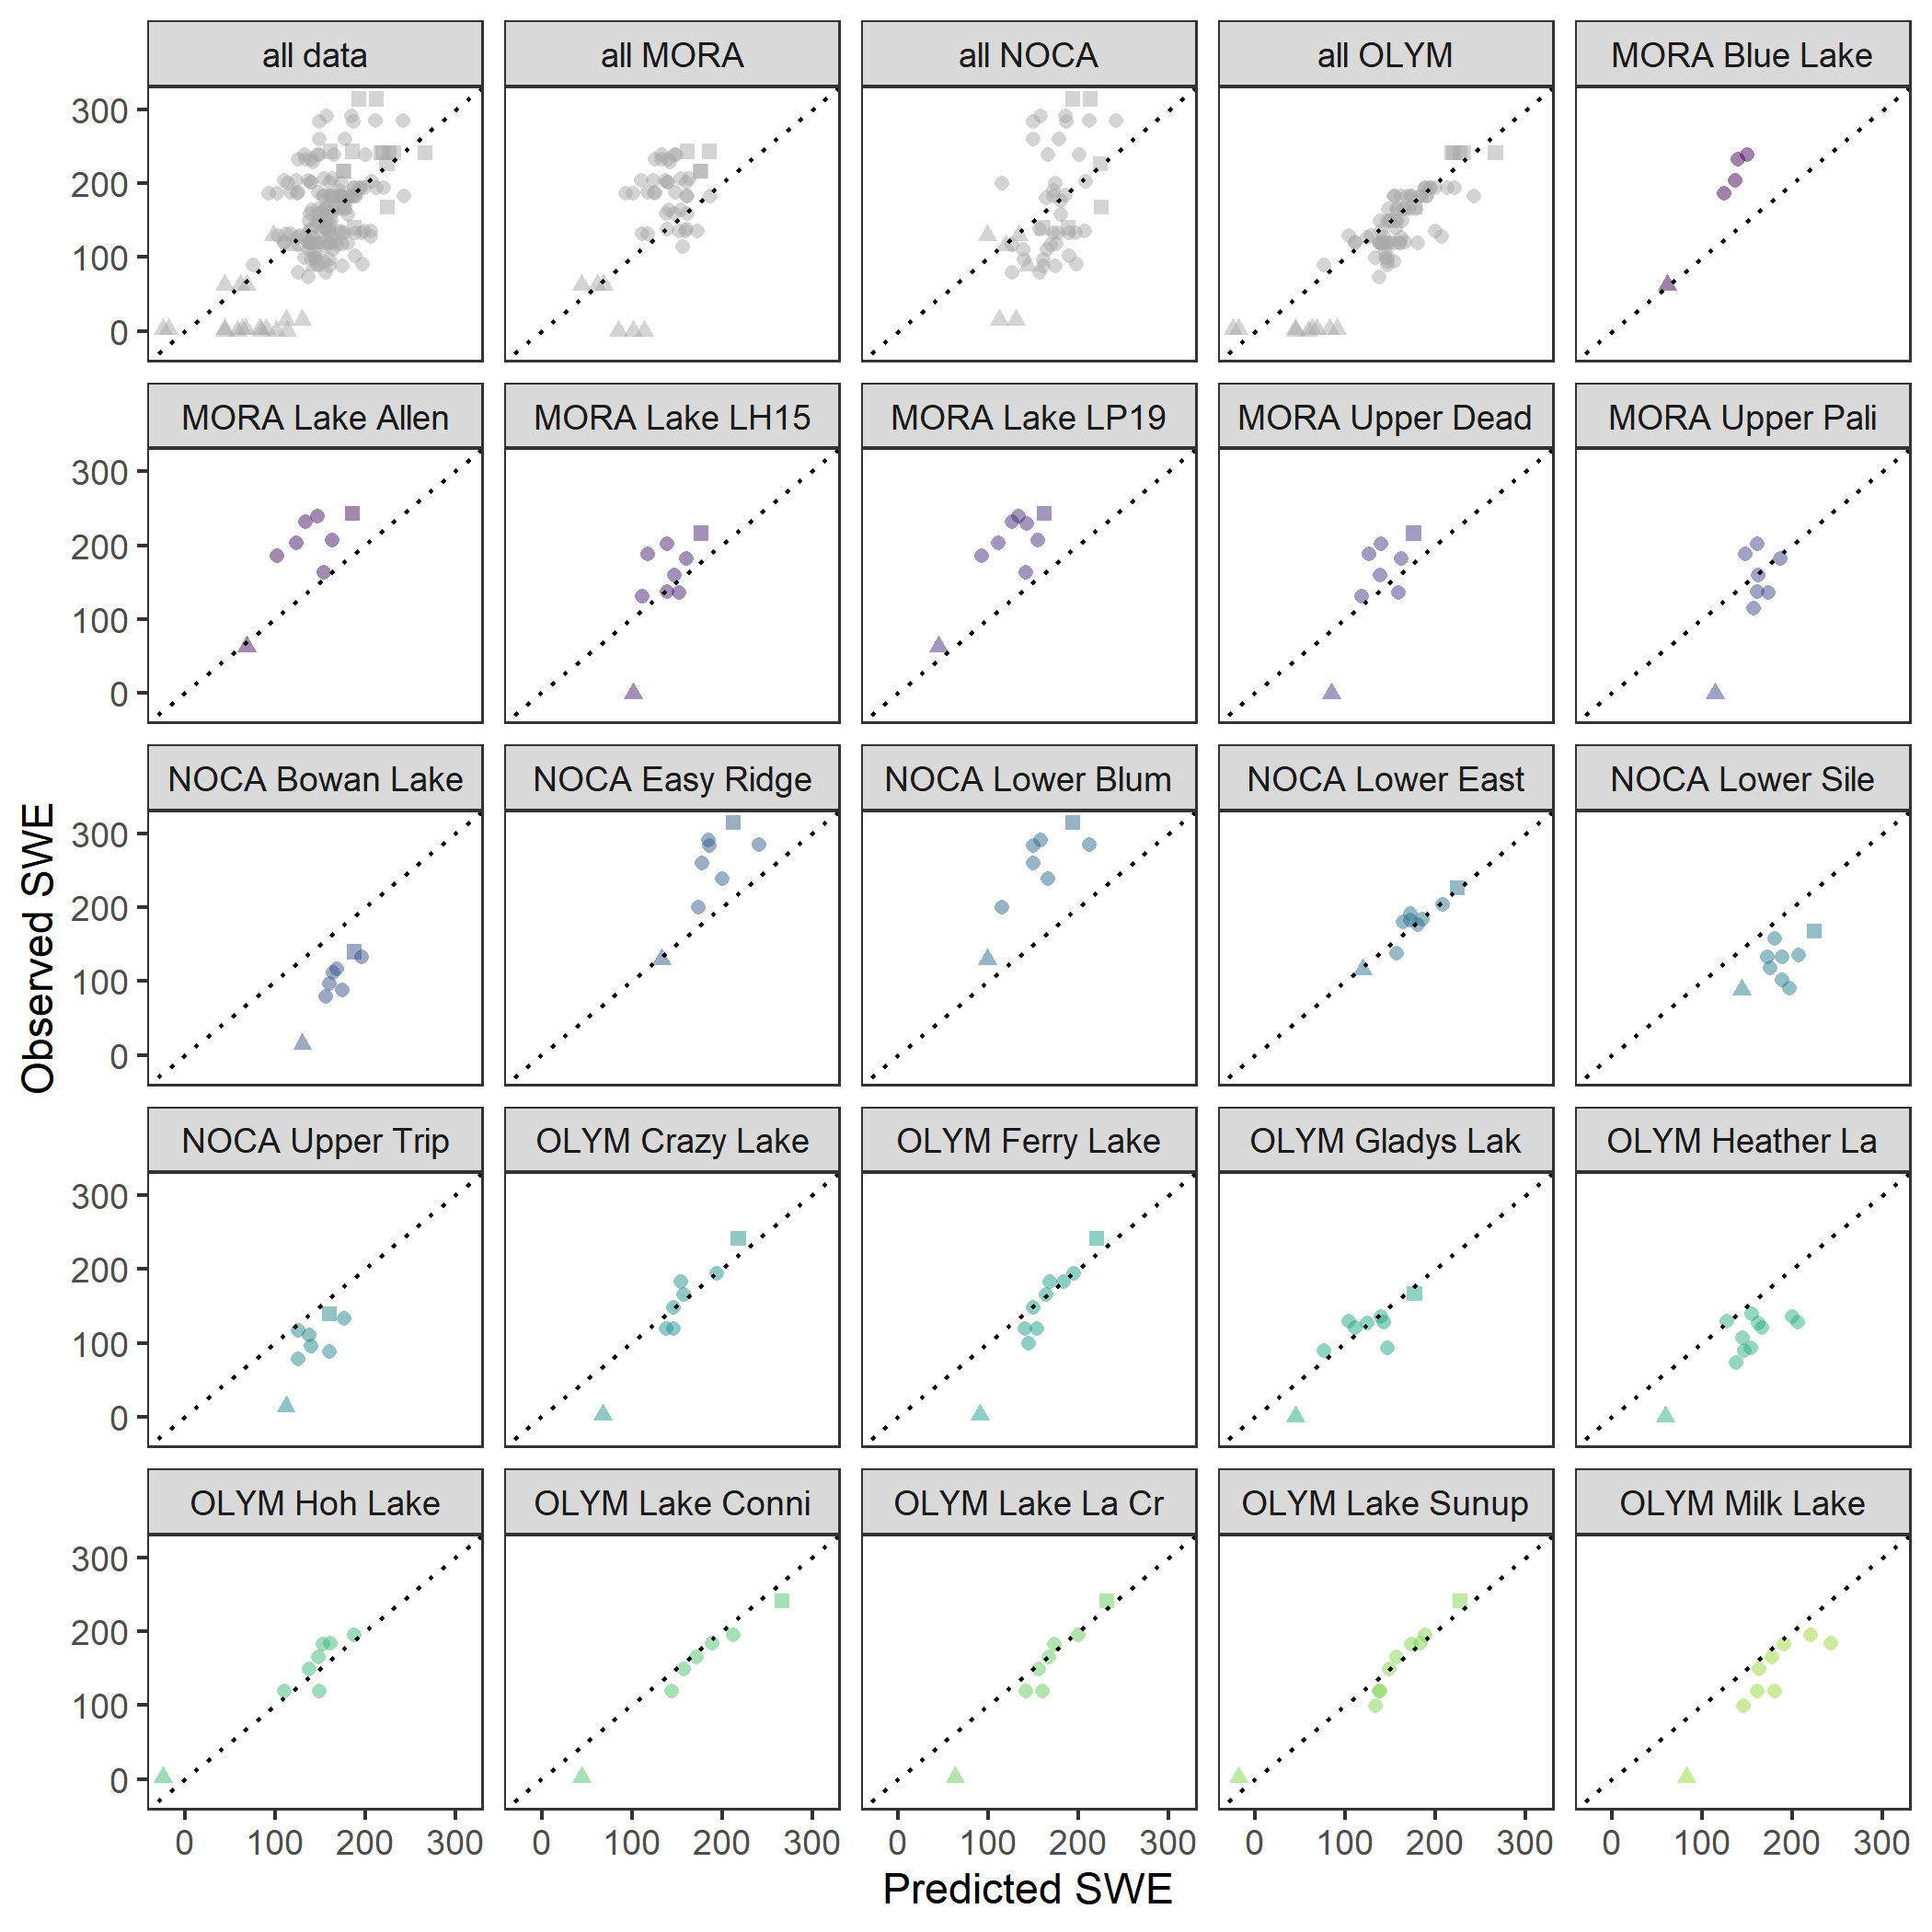 all data
all MORA
all NOCA
all OLYM
MORA Blue Lake
300
200
100
0
MORA Lake Allen
MORA Lake LH15
MORA Lake LP19
MORA Upper Dead
MORA Upper Pali
300
200
100
0
NOCA Bowan Lake
NOCA Easy Ridge
NOCA Lower Blum
NOCA Lower East
NOCA Lower Sile
300
200
100
0
Observed SWE
NOCA Upper Trip
OLYM Crazy Lake
OLYM Ferry Lake
OLYM Gladys Lak
OLYM Heather La
300
200
100
0
OLYM Hoh Lake
OLYM Lake Conni
OLYM Lake La Cr
OLYM Lake Sunup
OLYM Milk Lake
300
200
100
0
0 100 200 300
0 100 200 300
0 100 200 300
0 100 200 300
0 100 200 300
Predicted SWE